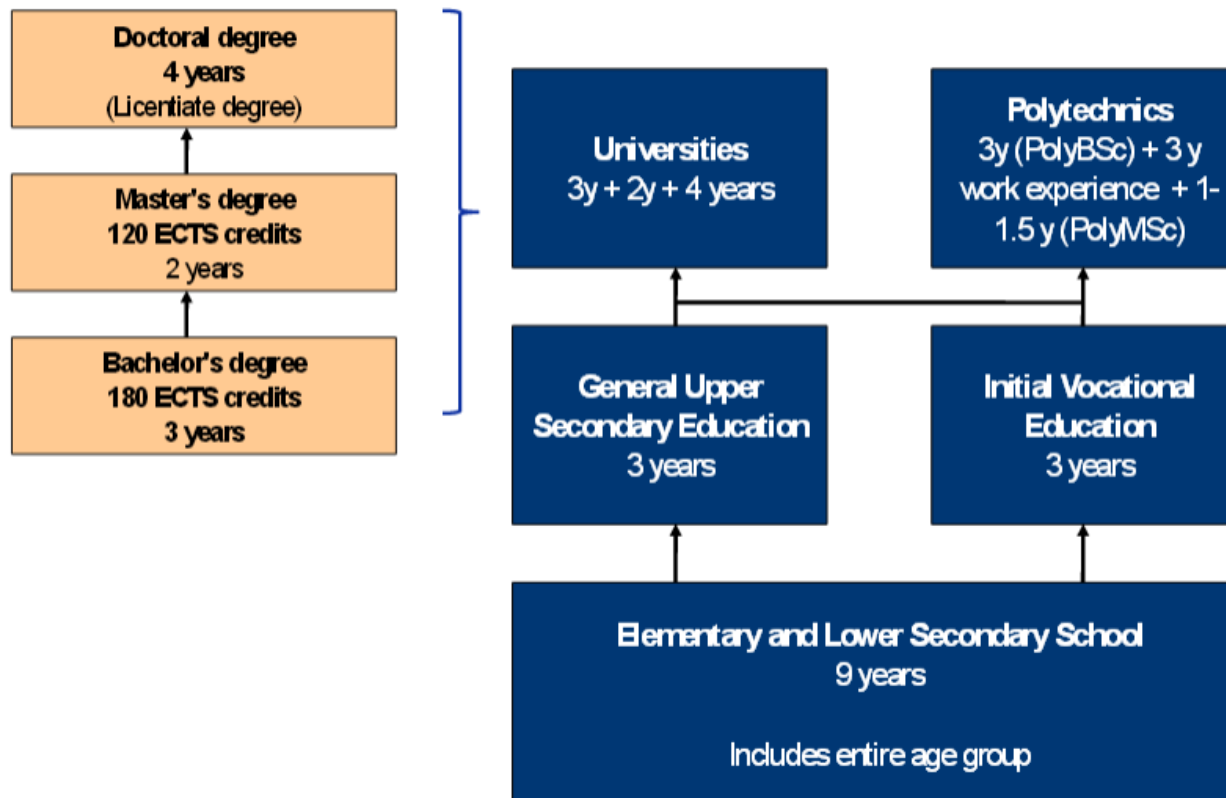 Doctoral degree
4 years
(Licentiate degree)
Master's degree
120 ECTS credits
2 years
Bachelor's degree
180 ECTS credits
3 years
Universities
3y + 2y + 4 years
Polytechnics
3y (PolyBSc) + 3 y
work experience + 1-
1.5 y (PolyMSc)
General Upper
Secondary Education
3 years
Initial Vocational
Education
3 years
Elementary and Lower Secondary School
9 years
Includes entire age group